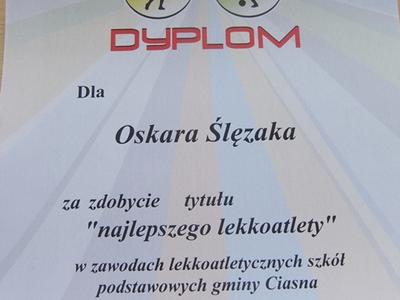 DYPLOM
Dla
Oskara Ślęzaka
za zdobycie tytułu
"najlepszego lekkoatlety"
w zawodach lekkoatletycznych szkół
podstawowych gminy Ciasna